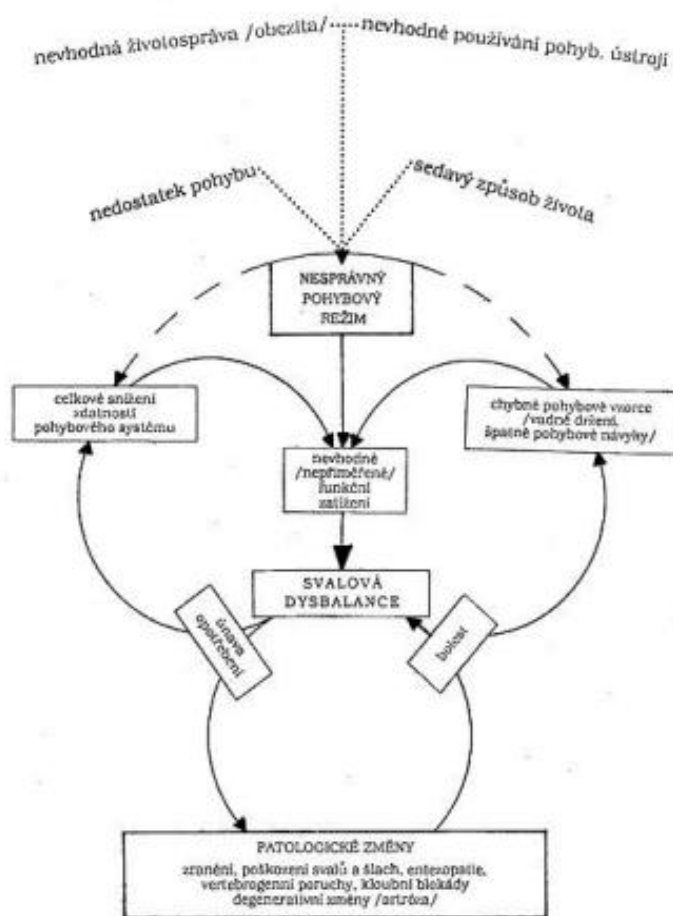 nevhodná životospráva /obezita/
nevhodné používání pohyb. ústrojí
nedostatek pohybu
sedavý způsob života
NESPRÁVNÝ
POHYBOVÝ
REŽIM
celkové snížení
zdatnosti
pohybového systému
chybné pohybové vzorce
/vadné držení,
špatné pohybové návyky/
nevhodné
/nepřiměřené/
funkční
zatížení
SVALOVÁ
DYSBALANCE
únava
opotřebení
bolest
PATOLOGICKÉ ZMĚNY
zranění, poškození svalů a šlach, entezopatie,
vertebrogenní poruchy, kloubní blokády
degenerativní změny /artróza/